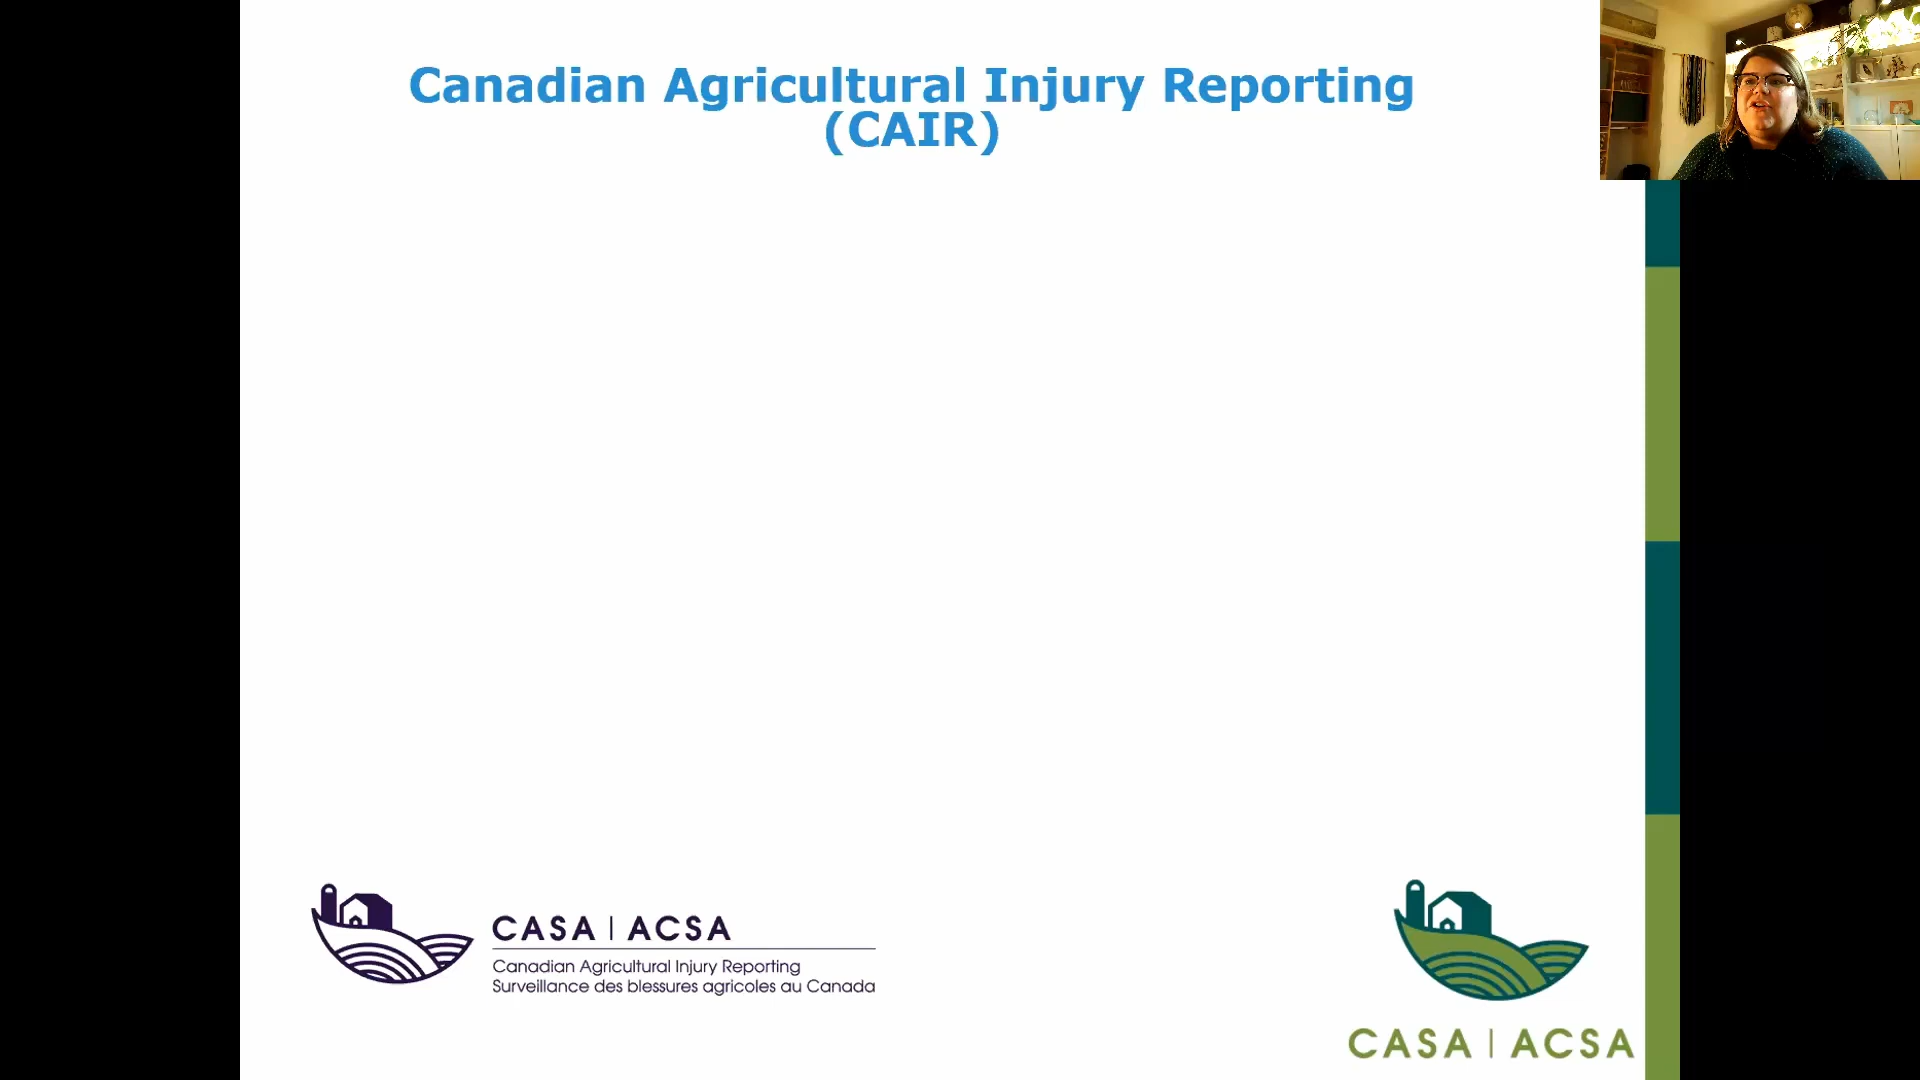 Canadian Agricultural Injury Reporting
(CAIR)
CASA | ACSA
Canadian Agricultural Injury Reporting
Surveillance des blessures agricoles au Canada
CASA | ACSA